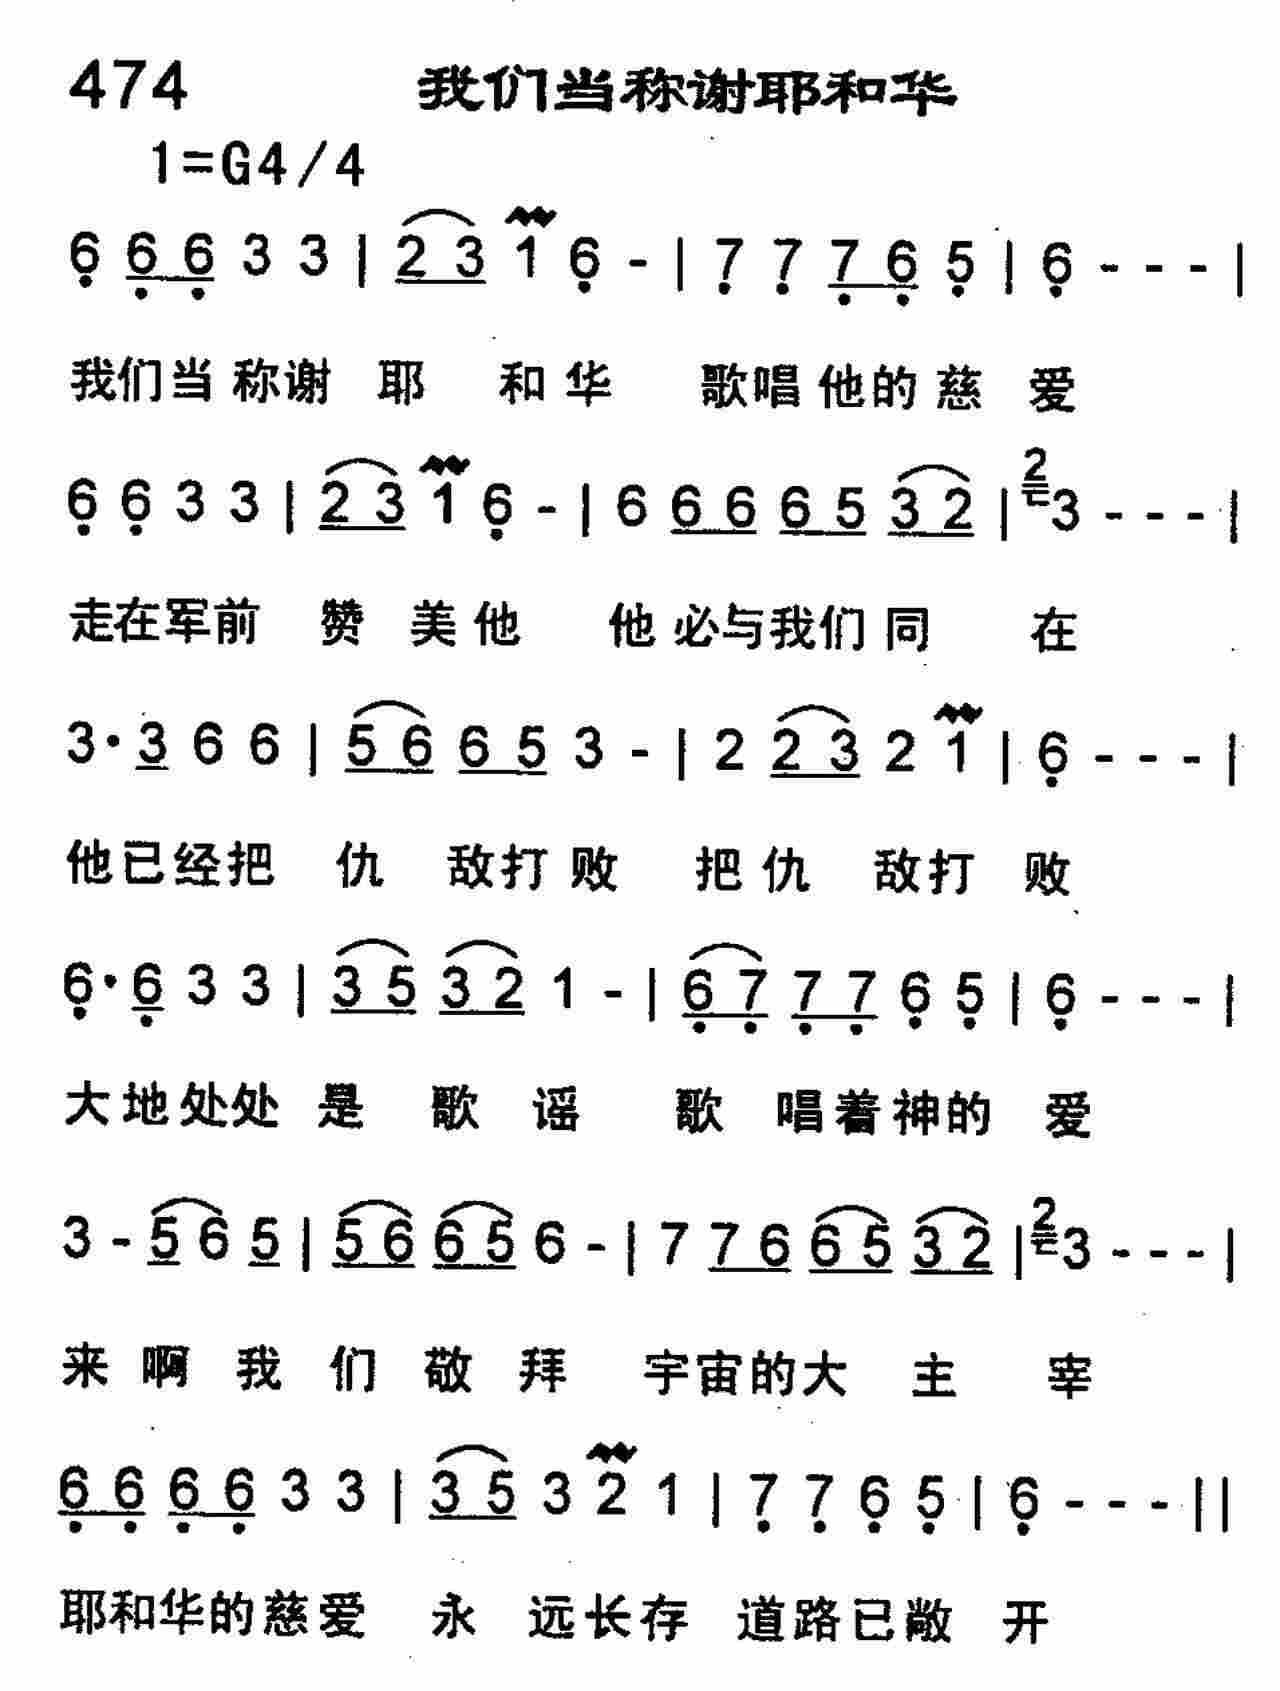 474 我们当称谢耶和华
1=G4/4
6 6 6 3 3 | 2 3 1 6 - | 7 7 7 6 5 | 6 - - - |
我们当称谢 耶 和华 歌唱他的慈 爱
6 6 3 3 | 2 3 1 6 - | 6 6 6 6 5 3 2 | 2 3 - - - |
走在军前 赞 美他 他必与我们同 在
3· 3 6 6 | 5 6 6 5 3 - | 2 2 3 2 1 | 6 - - - |
他已经把 仇 敌打败 把仇 敌打 败
6· 6 3 3 | 3 5 3 2 1 - | 6 7 7 7 6 5 | 6 - - - |
大地处处 是 歌 谣 歌 唱着神的 爱
3 - 5 6 5 | 5 6 6 5 6 - | 7 7 6 6 5 3 2 | 2 3 - - - |
来 啊 我 们 敬 拜 宇宙的大 主 宰
6 6 6 6 3 3 | 3 5 3 2 1 | 7 7 6 5 | 6 - - - ||
耶和华的慈爱 永 远长存 道路已敞 开